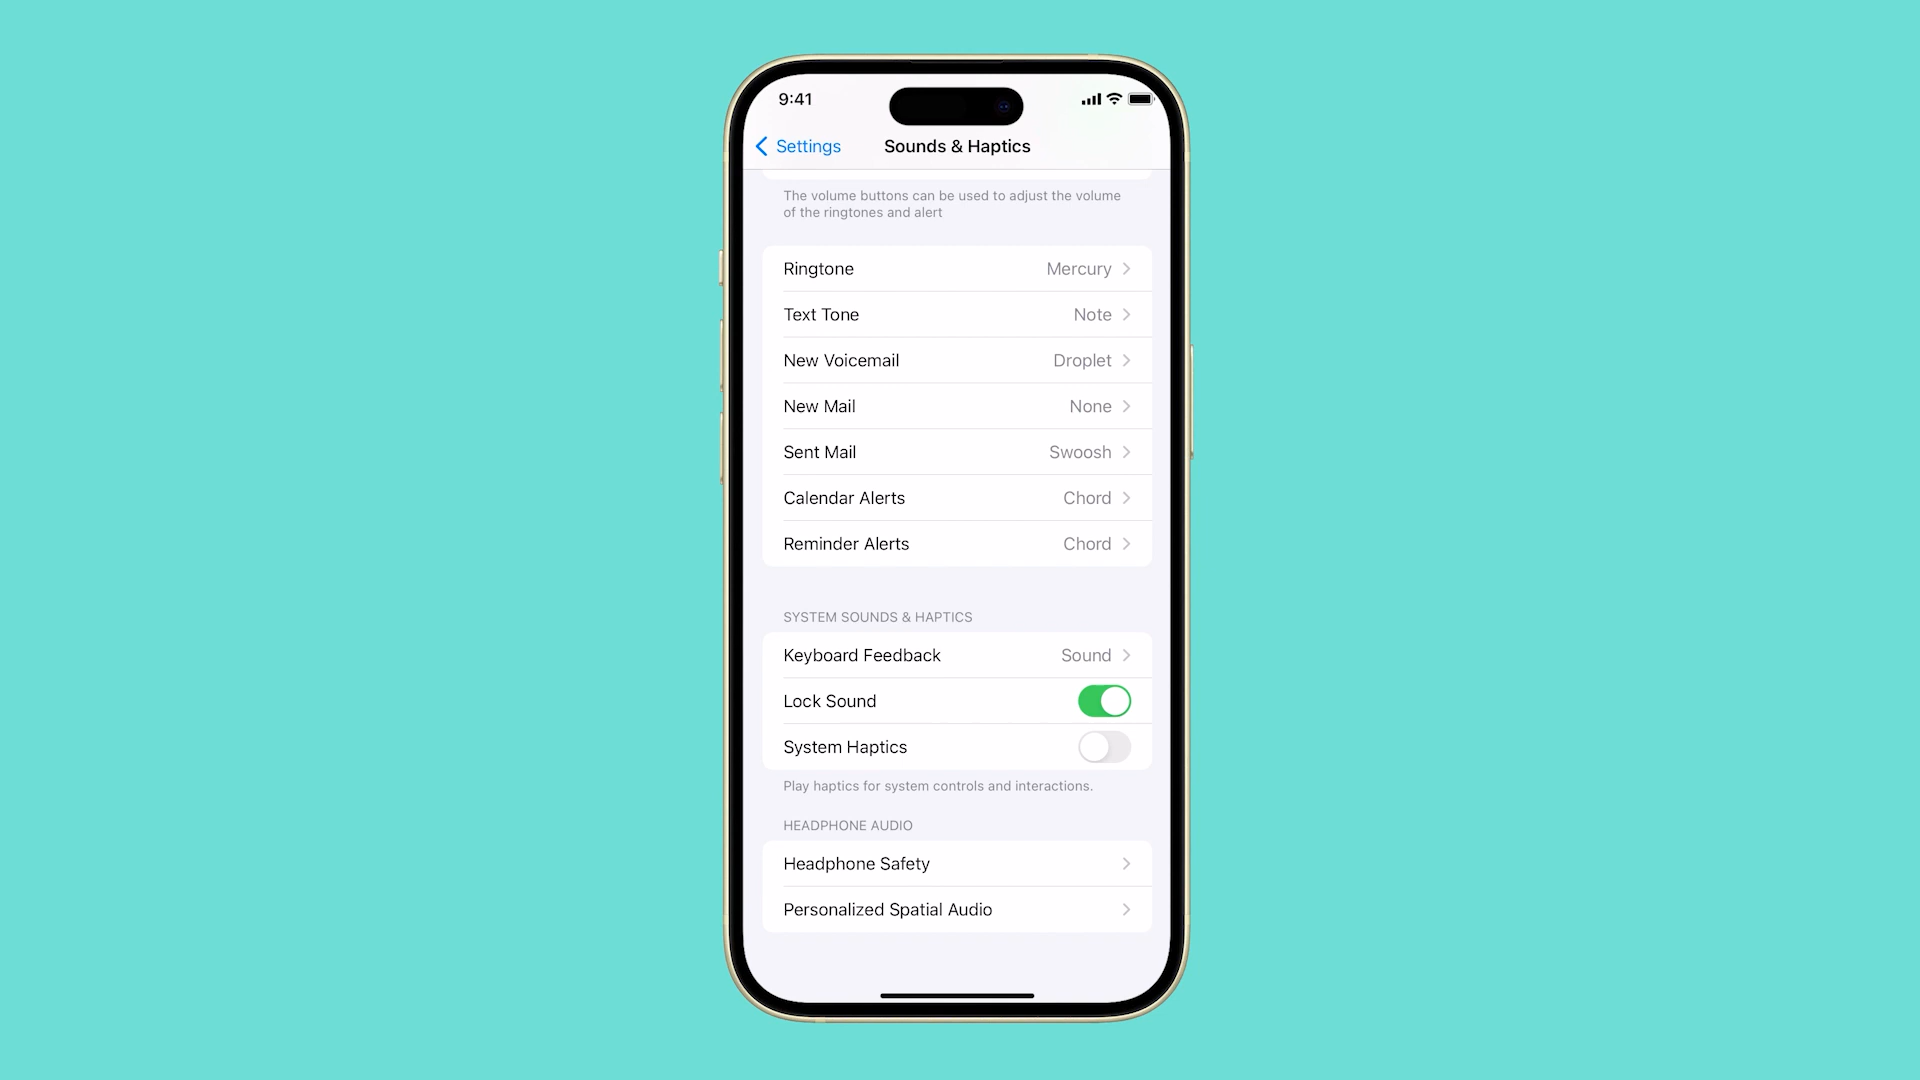 9:41
Settings
Sounds & Haptics
The volume buttons can be used to adjust the volume
of the ringtones and alert
Ringtone Mercury
Text Tone Note
New Voicemail Droplet
New Mail None
Sent Mail Swoosh
Calendar Alerts Chord
Reminder Alerts Chord
SYSTEM SOUNDS & HAPTICS
Keyboard Feedback Sound
Lock Sound
System Haptics
Play haptics for system controls and interactions.
HEADPHONE AUDIO
Headphone Safety
Personalized Spatial Audio